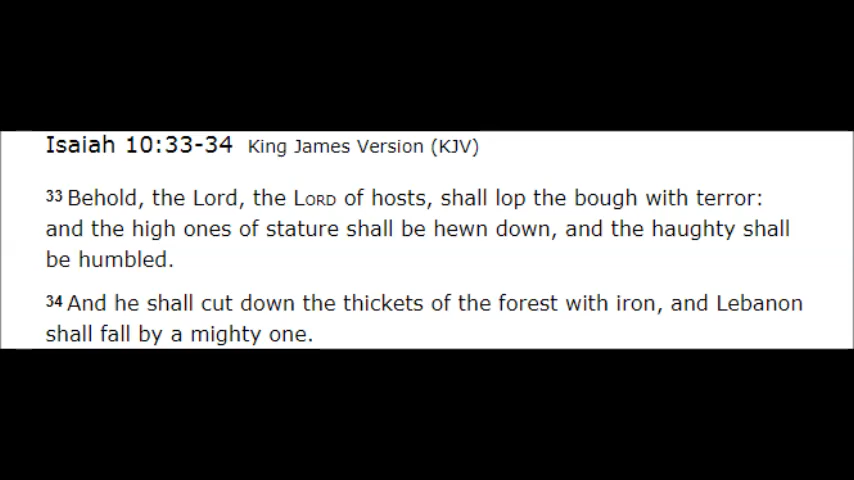 Isaiah 10:33-34 King James Version (KJV)
33 Behold, the Lord, the LORD of hosts, shall lop the bough with terror:
and the high ones of stature shall be hewn down, and the haughty shall
be humbled.
34 And he shall cut down the thickets of the forest with iron, and Lebanon
shall fall by a mighty one.